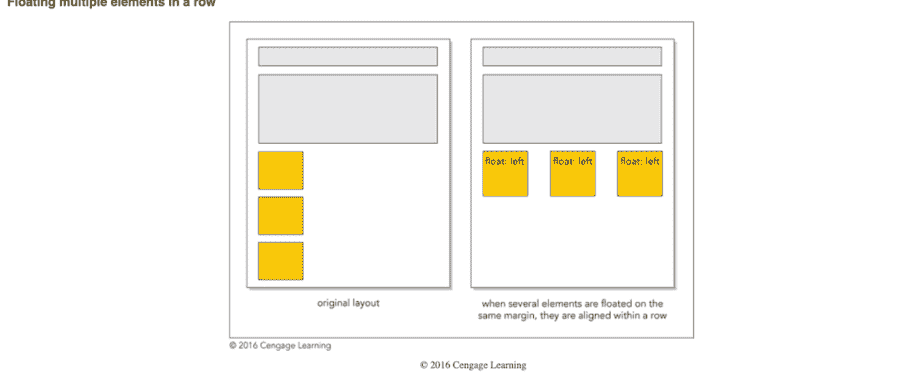 Floating multiple elements in a row
float: left float: left float: left
original layout
when several elements are floated on the
same margin, they are aligned within a row
© 2016 Cengage Learning
© 2016 Cengage Learning